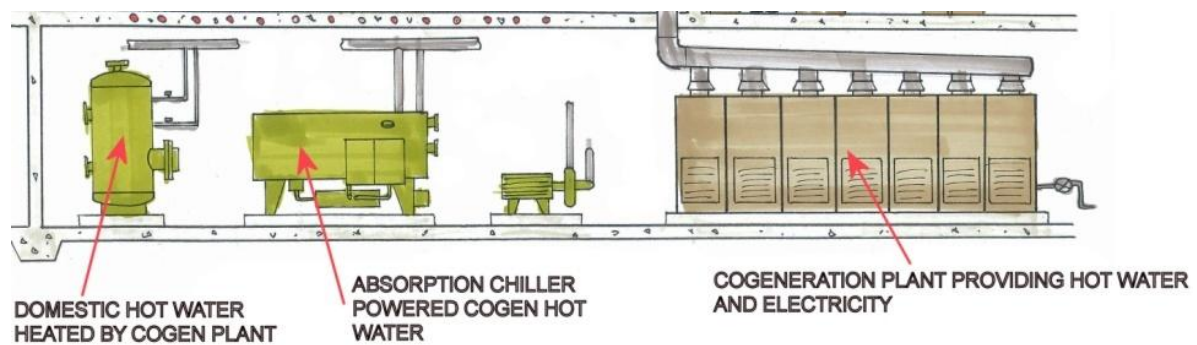 DOMESTIC HOT WATER
HEATED BY COGEN PLANT
ABSORPTION CHILLER
POWERED COGEN HOT
WATER
COGENERATION PLANT PROVIDING HOT WATER
AND ELECTRICITY